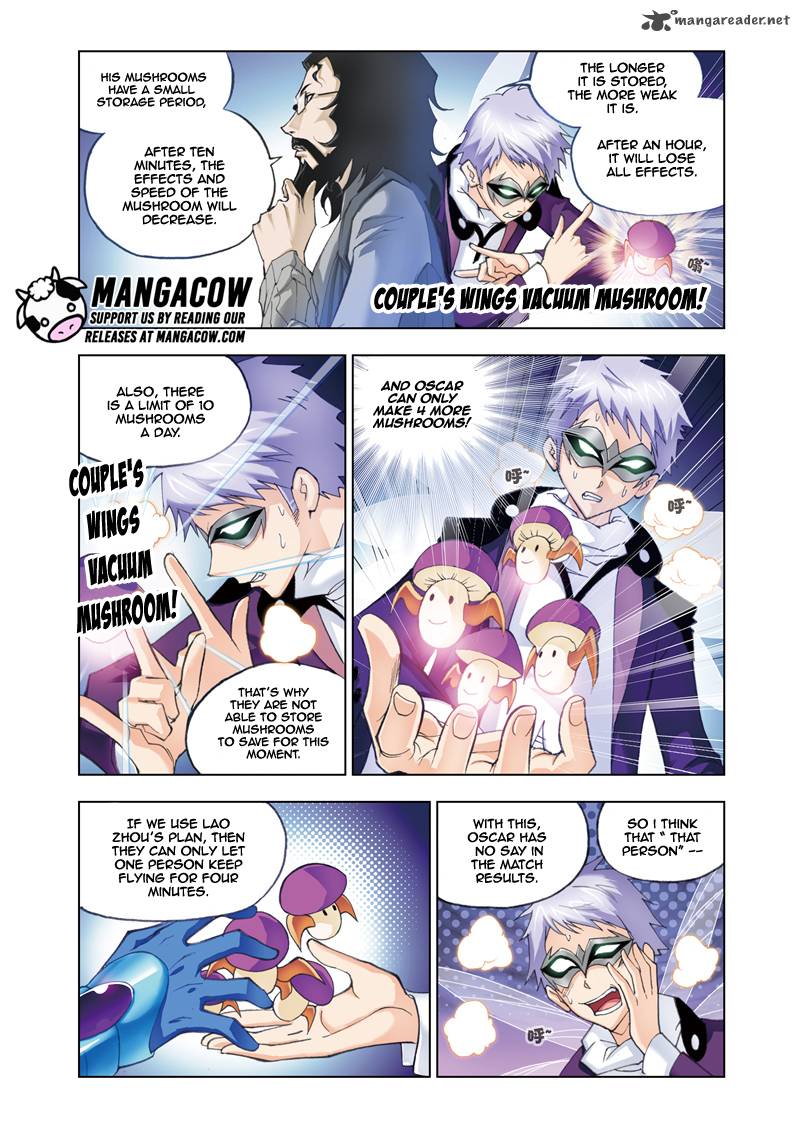 mangareader.net
HIS MUSHROOMS
HAVE A SMALL
STORAGE PERIOD,
AFTER TEN
MINUTES, THE
EFFECTS AND
SPEED OF THE
MUSHROOM WILL
DECREASE.
THE LONGER
IT IS STORED,
THE MORE WEAK
IT IS.
AFTER AN HOUR,
IT WILL LOSE
ALL EFFECTS.
嗡~
COUPLE'S WINGS VACUUM MUSHROOM!
MANGACOW
SUPPORT US BY READING OUR
RELEASES AT MANGACOW.COM
ALSO, THERE
IS A LIMIT OF 10
MUSHROOMS
A DAY.
COUPLE'S
WINGS
VACUUM
MUSHROOM!
THAT'S WHY
THEY ARE NOT
ABLE TO STORE
MUSHROOMS
TO SAVE FOR THIS
MOMENT.
AND OSCAR
CAN ONLY
MAKE 4 MORE
MUSHROOMS!
呼~
呼~
IF WE USE LAO
ZHOU'S PLAN, THEN
THEY CAN ONLY LET
ONE PERSON KEEP
FLYING FOR FOUR
MINUTES.
WITH THIS,
OSCAR HAS
NO SAY IN
THE MATCH
RESULTS.
SO I THINK
THAT " THAT
PERSON" --
呼~